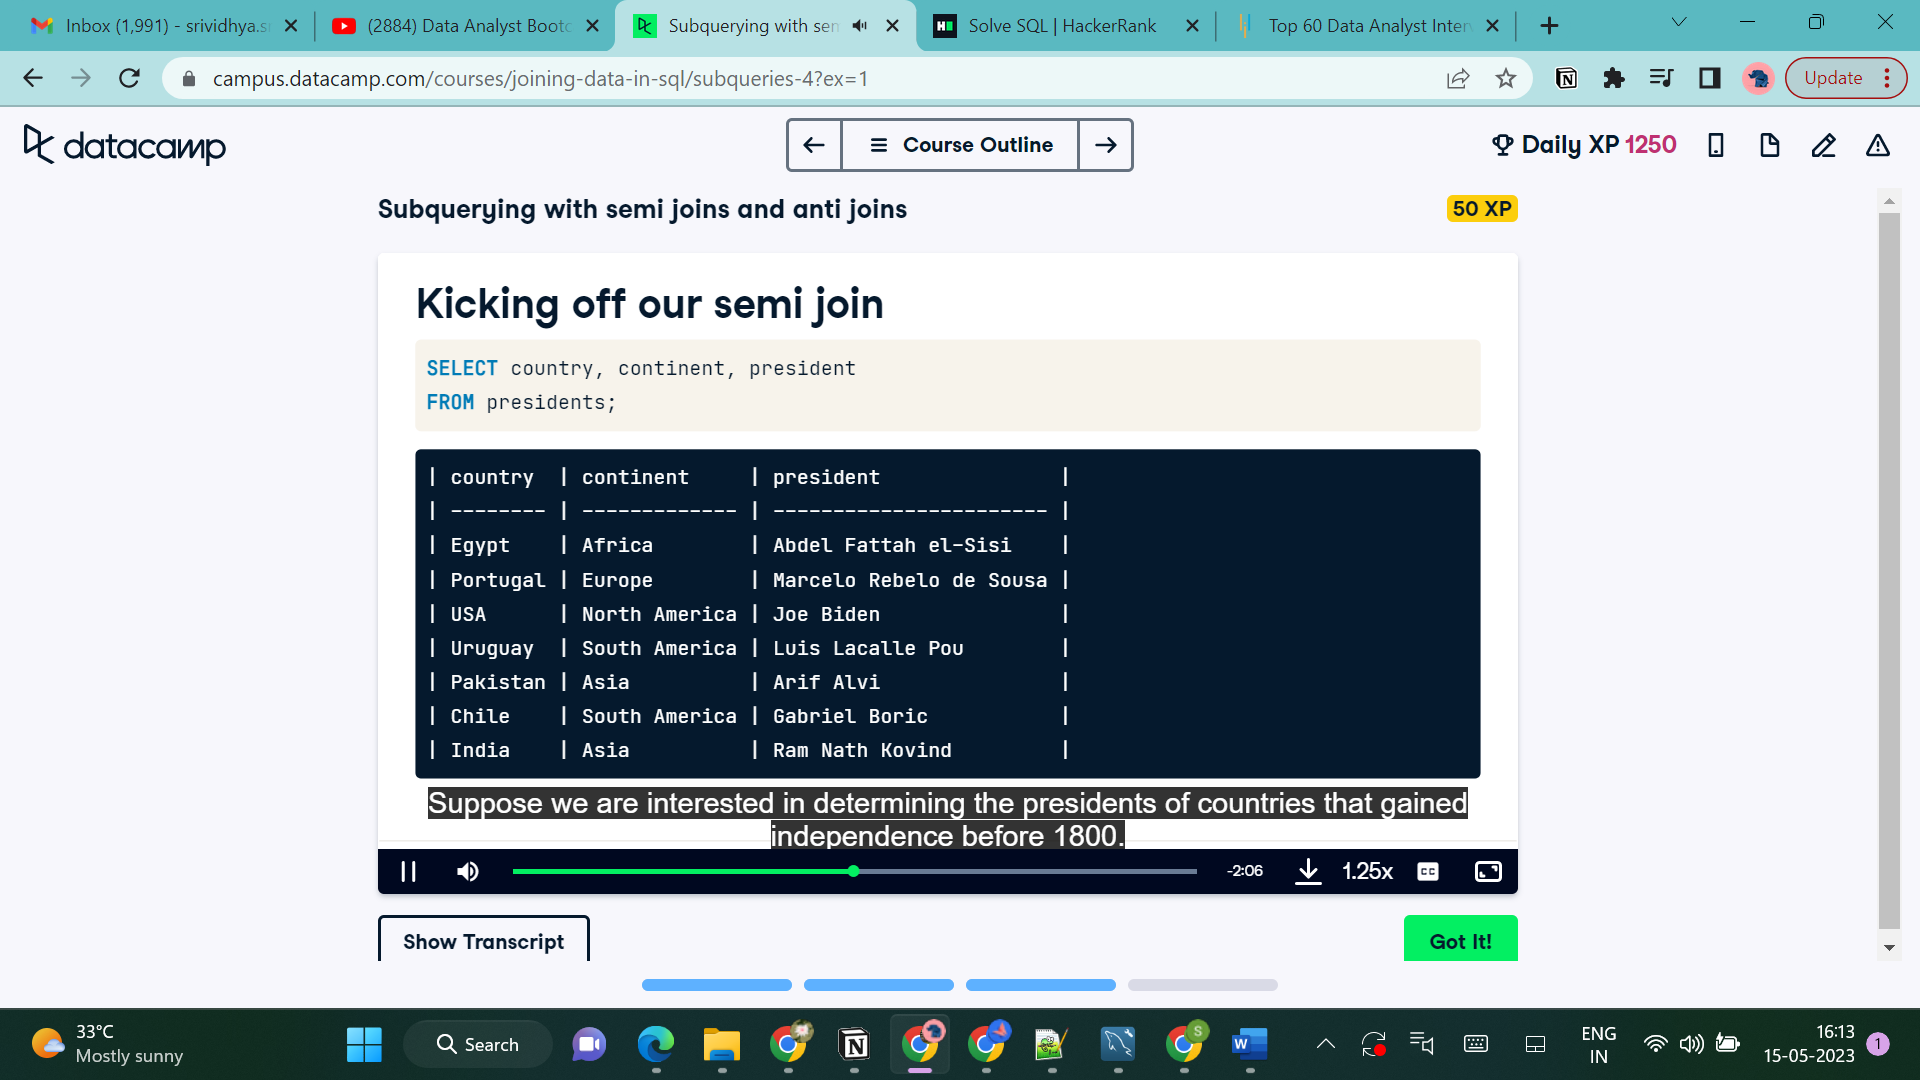 Inbox (1,991) - srividhya.s
(2884) Data Analyst Bootc
Subquerying with sem
Solve SQL | HackerRank
Top 60 Data Analyst Interv
campus.datacamp.com/courses/joining-data-in-sql/subqueries-4?ex=1
Update
datacamp
Course Outline
Daily XP 1250
Subquerying with semi joins and anti joins
50 XP
Kicking off our semi join
SELECT country, continent, president
FROM presidents;
| country | continent | president |
| -------- | ------------- | ----------------------- |
| Egypt | Africa | Abdel Fattah el-Sisi |
| Portugal | Europe | Marcelo Rebelo de Sousa |
| USA | North America | Joe Biden |
| Uruguay | South America | Luis Lacalle Pou |
| Pakistan | Asia | Arif Alvi |
| Chile | South America | Gabriel Boric |
| India | Asia | Ram Nath Kovind |
Suppose we are interested in determining the presidents of countries that gained
independence before 1800.
-2:06
1.25x
CC
Show Transcript
Got It!
33°C
Mostly sunny
Search
S
ENG
IN
16:13
15-05-2023
1